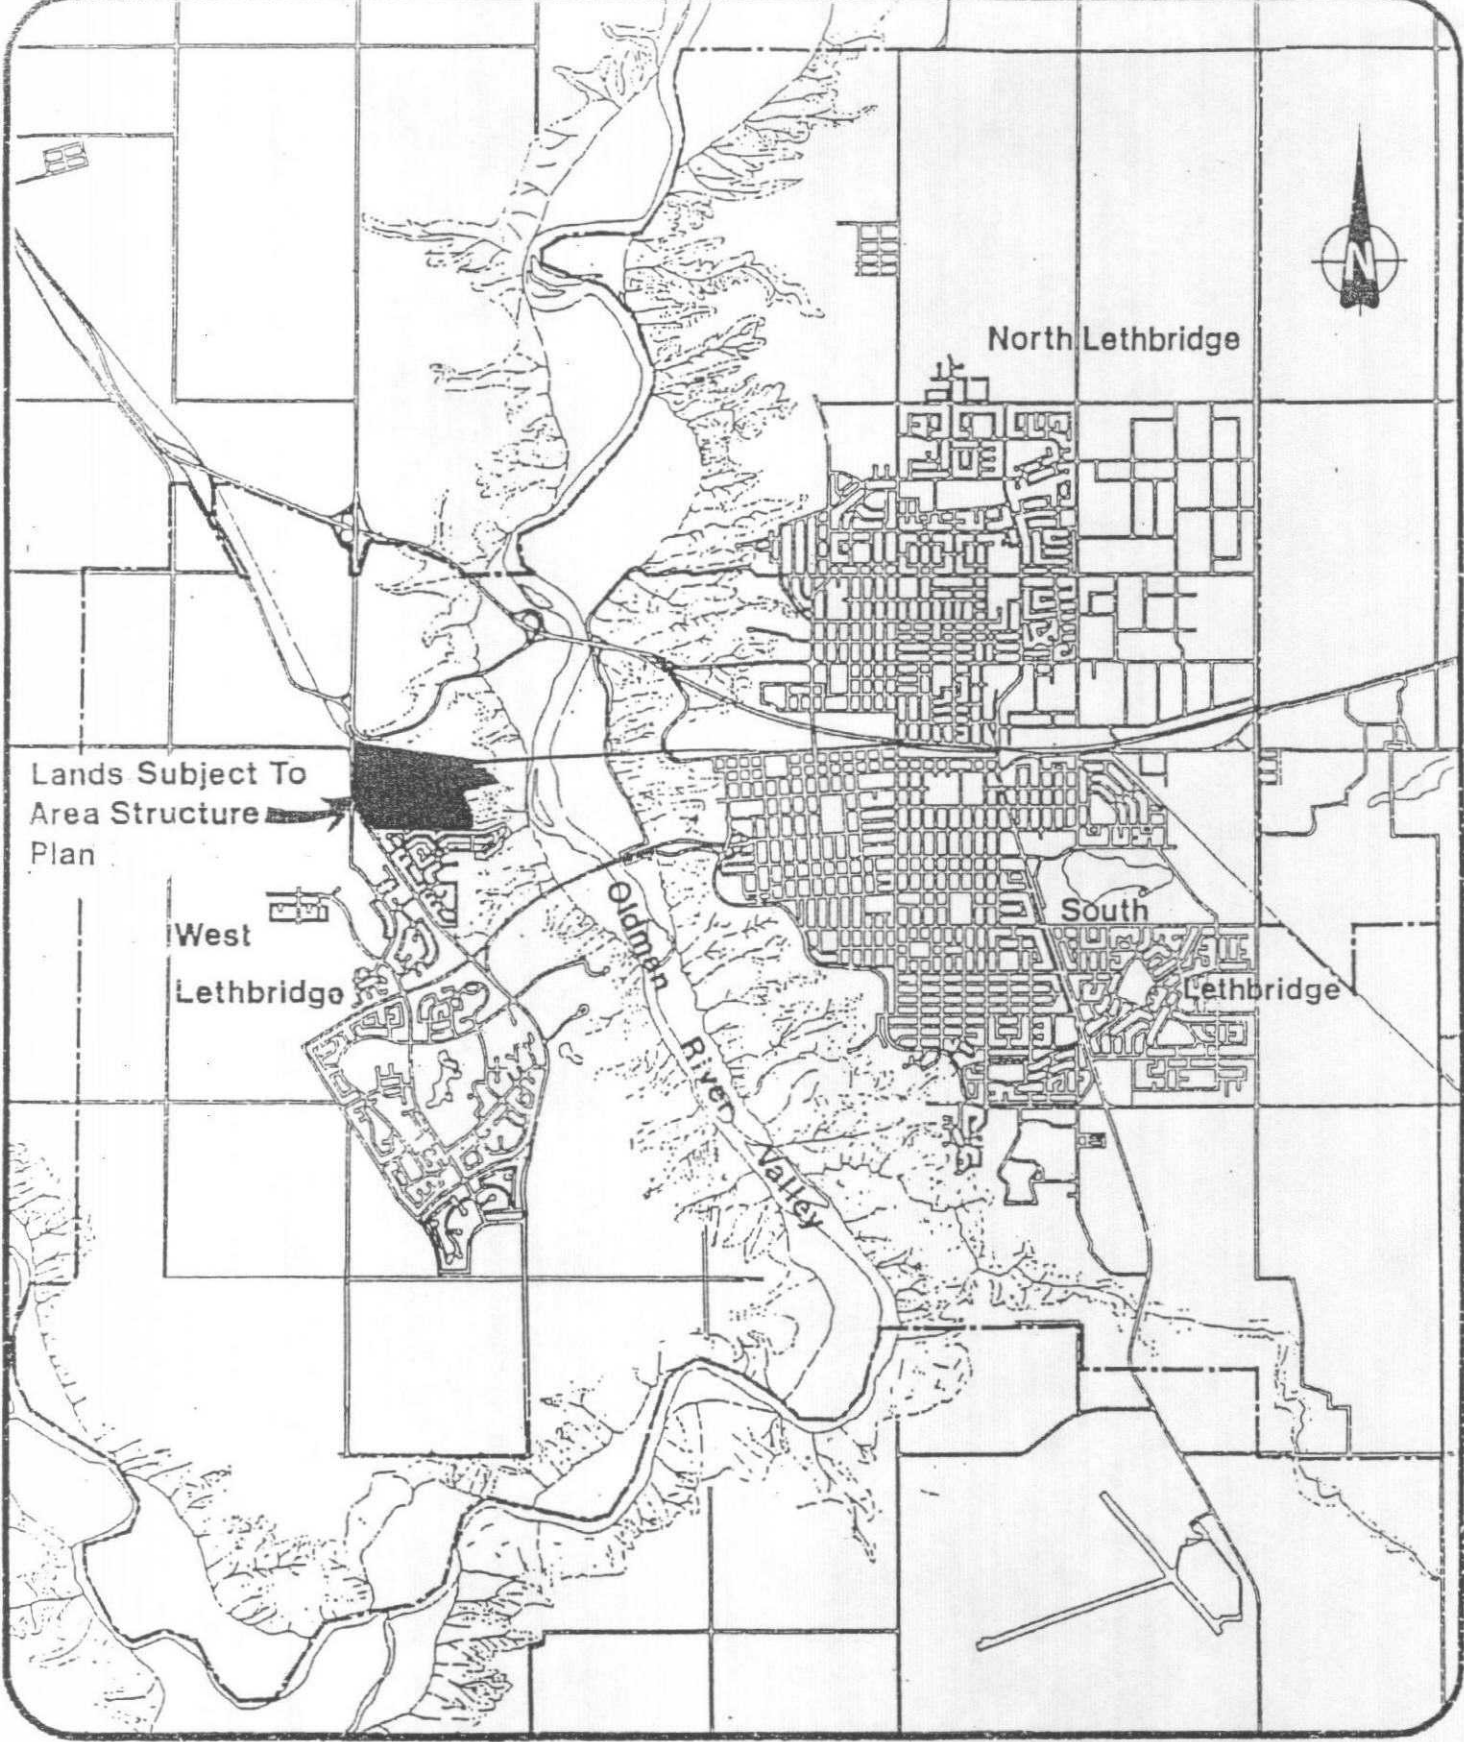 N
North Lethbridge
Lands Subject To
Area Structure
Plan
West
Lethbridge
South
Lethbridge
Oldman
River
Valley